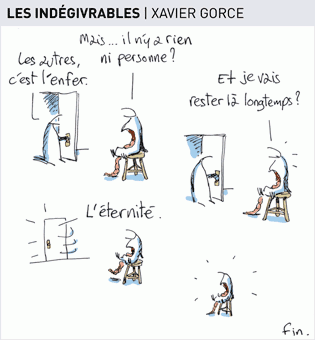 LES INDÉGIVRABLES | XAVIER GORCE
Les autres,
c'est l'enfer.
Mais... il n'y a rien
ni personne?
Et je vais
rester là longtemps?
L'éternité.
fin.